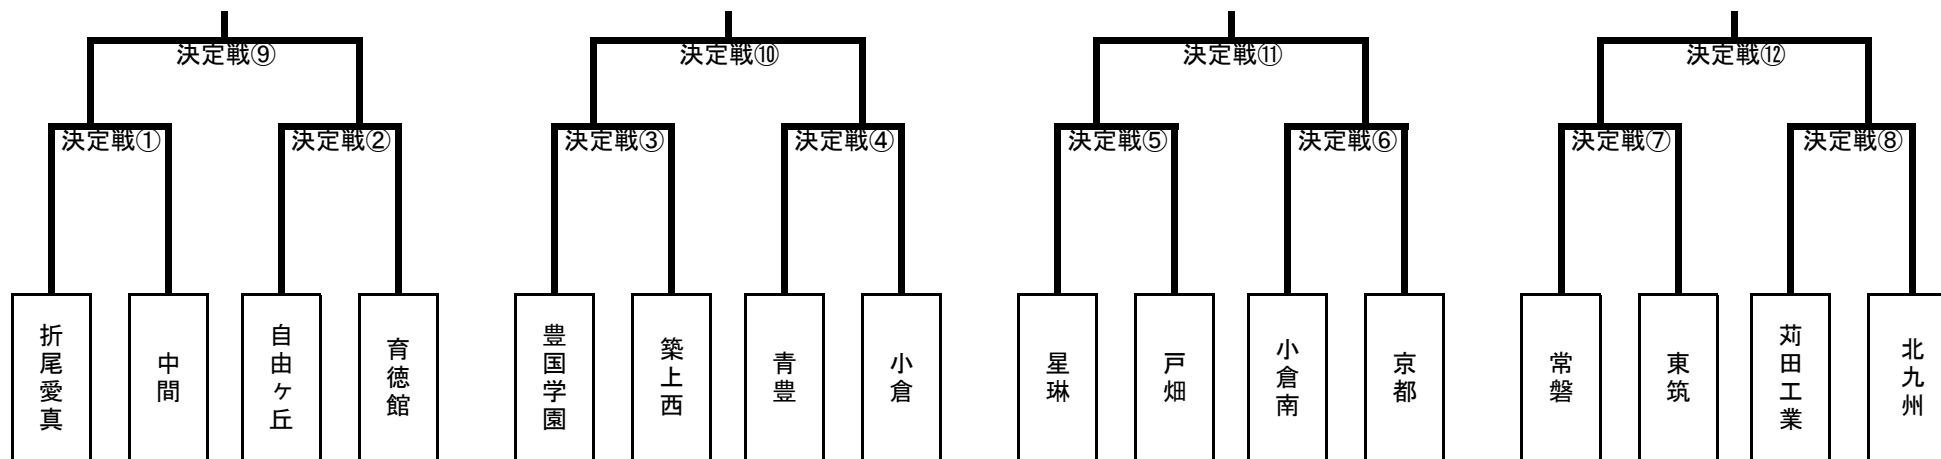 決定戦⑨
決定戦⑩
決定戦⑪
決定戦⑫
決定戦①
決定戦②
決定戦③
決定戦④
決定戦⑤
決定戦⑥
決定戦⑦
決定戦⑧
折尾愛真
中間
自由ヶ丘
育徳館
豊国学園
築上西
青豊
小倉
星琳
戸畑
小倉南
京都
常磐
東筑
苅田工業
北九州